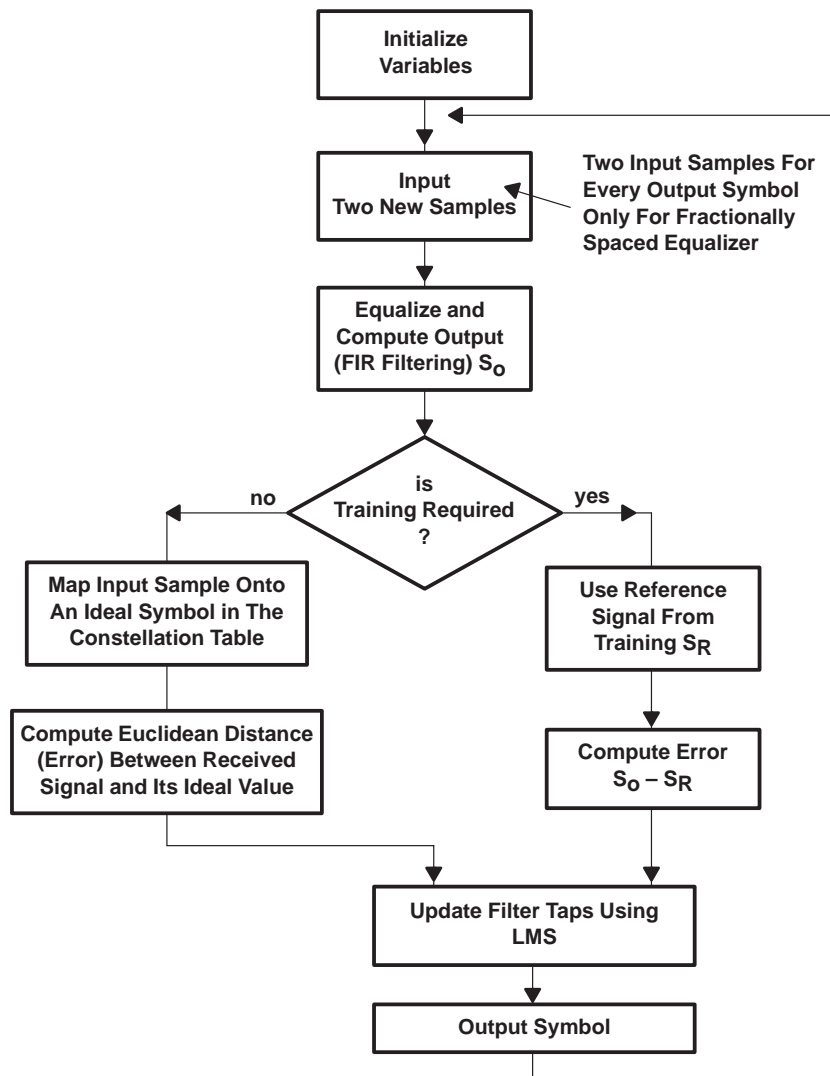 Initialize
Variables
Input
Two New Samples
Two Input Samples For
Every Output Symbol
Only For Fractionally
Spaced Equalizer
Equalize and
Compute Output
(FIR Filtering) So
is
Training Required
?
no
yes
Map Input Sample Onto
An Ideal Symbol in The
Constellation Table
Use Reference
Signal From
Training SR
Compute Euclidean Distance
(Error) Between Received
Signal and Its Ideal Value
Compute Error
So – SR
Update Filter Taps Using
LMS
Output Symbol